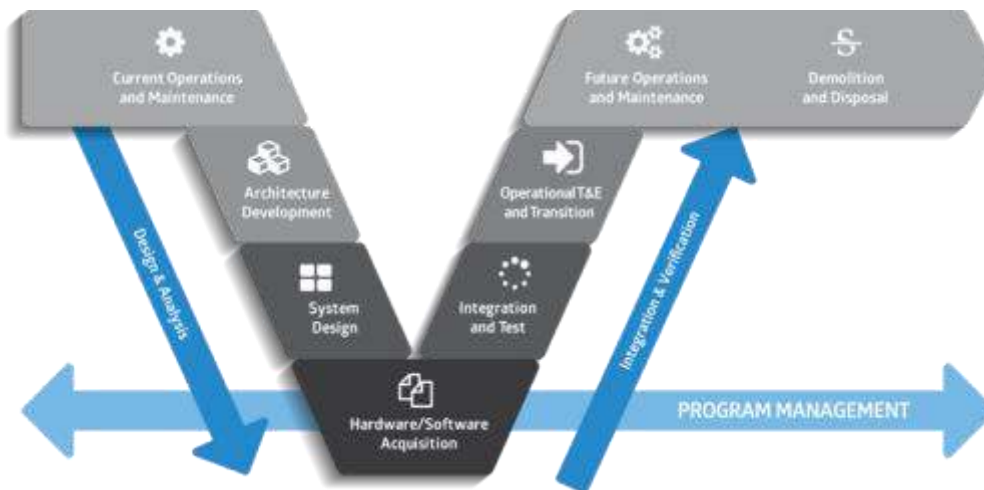 Current Operations
and Maintenance
Future Operations
and Maintenance
Demolition
and Disposal
Architecture
Development
Operational T&E
and Transition
System
Design
Integration
and Test
Hardware/Software
Acquisition
Design & Analysis
Integration & Verification
PROGRAM MANAGEMENT